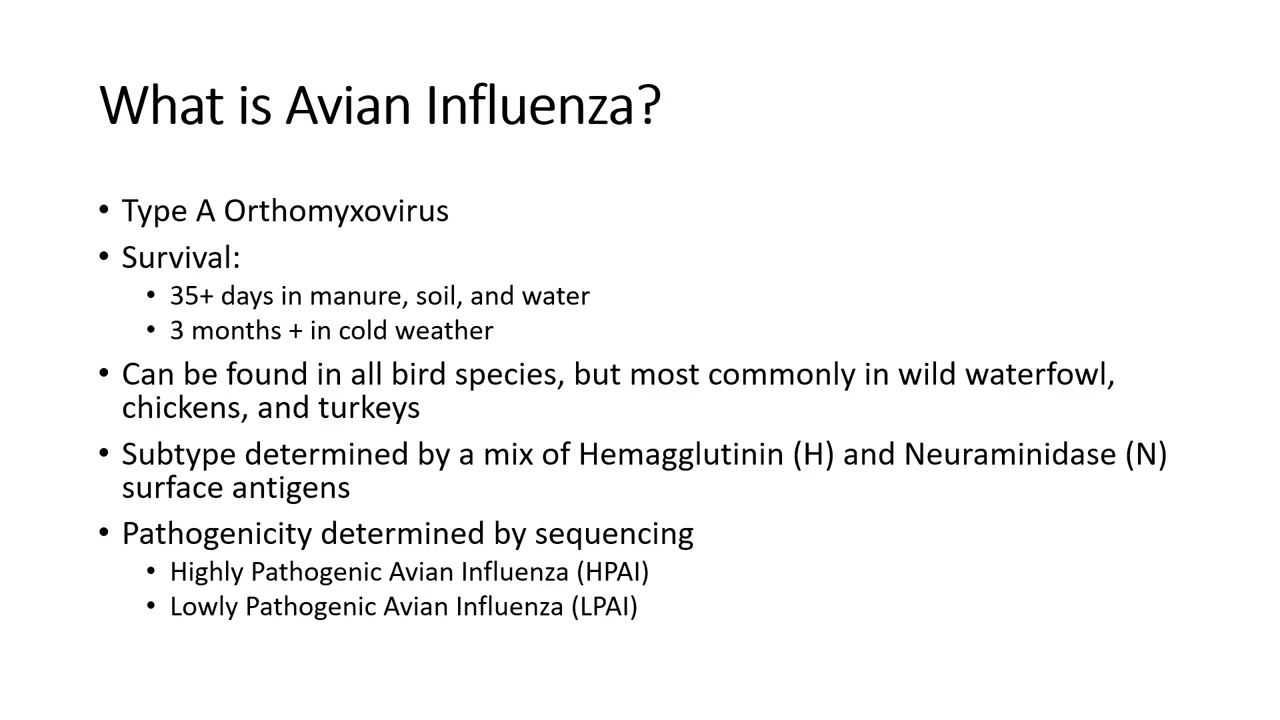 What is Avian Influenza?
• Type A Orthomyxovirus
• Survival:
• 35+ days in manure, soil, and water
• 3 months + in cold weather
• Can be found in all bird species, but most commonly in wild waterfowl,
chickens, and turkeys
• Subtype determined by a mix of Hemagglutinin (H) and Neuraminidase (N)
surface antigens
• Pathogenicity determined by sequencing
• Highly Pathogenic Avian Influenza (HPAI)
• Lowly Pathogenic Avian Influenza (LPAI)